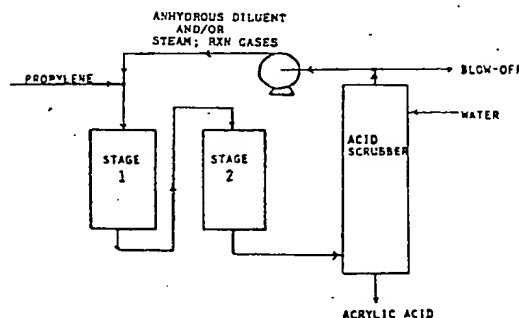 ANHYDROUS DILUENT
AND/OR
STEAM; RXN GASES
PROPYLENE
BLOW-OFF
WATER
ACID
SCRUBBER
STAGE
1
STAGE
2
ACRYLIC ACID